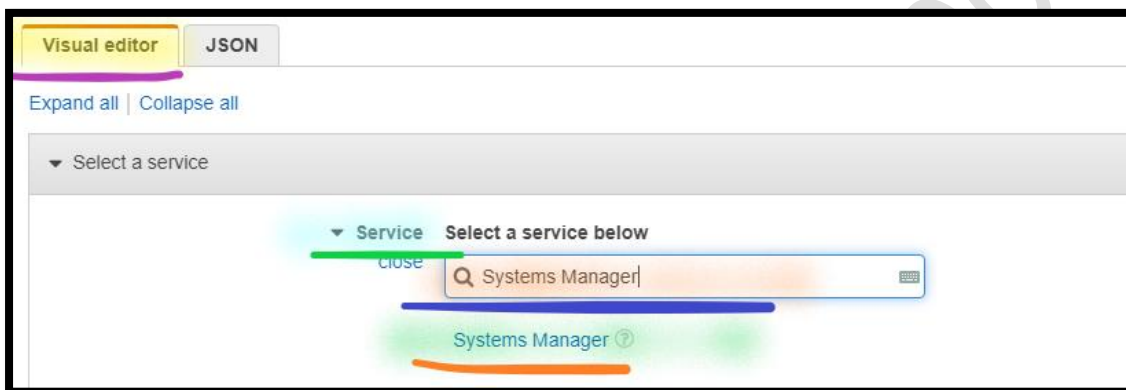 Visual editor JSON
Expand all | Collapse all
Select a service
Service Select a service below
close
Systems Manager
Systems Manager